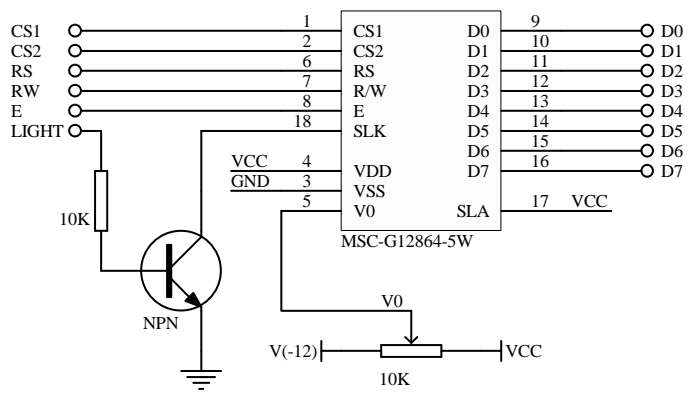 CS1 1 CS1 D0 9 D0
CS2 2 CS2 D1 10 D1
RS 6 RS D2 11 D2
RW 7 R/W D3 12 D3
E 8 E D4 13 D4
LIGHT 18 SLK D5 14 D5
D6 15 D6
VCC 4 VDD D7 16 D7
GND 3 VSS
5 V0 SLA 17 VCC
10K
MSC-G12864-5W
NPN
V0
V(-12) VCC
10K